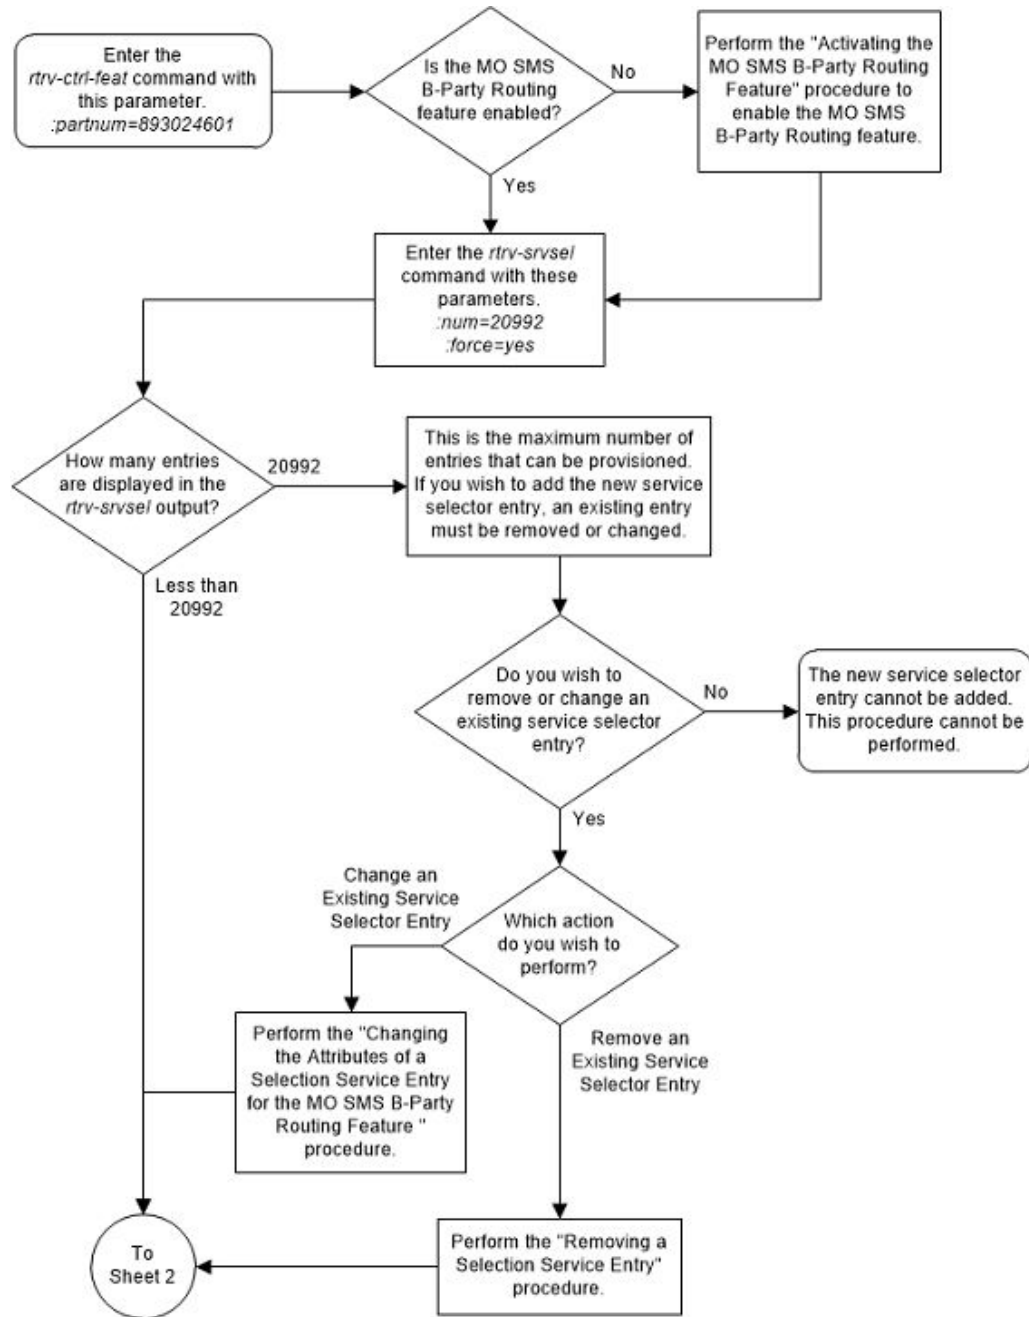 Enter the
rtrv-ctrl-feat command with
this parameter.
:partnum=893024601
Is the MO SMS
B-Party Routing
feature enabled?
No
Perform the "Activating the
MO SMS B-Party Routing
Feature" procedure to
enable the MO SMS
B-Party Routing feature.
Yes
Enter the rtrv-srvsel
command with these
parameters.
:num=20992
:force=yes
How many entries
are displayed in the
rtrv-srvsel output?
20992
This is the maximum number of
entries that can be provisioned.
If you wish to add the new service
selector entry, an existing entry
must be removed or changed.
Less than
20992
Do you wish to
remove or change an
existing service selector
entry?
No
The new service selector
entry cannot be added.
This procedure cannot be
performed.
Yes
Change an
Existing Service
Selector Entry
Which action
do you wish to
perform?
Perform the "Changing
the Attributes of a
Selection Service Entry
for the MO SMS B-Party
Routing Feature "
procedure.
Remove an
Existing Service
Selector Entry
To
Sheet 2
Perform the "Removing a
Selection Service Entry"
procedure.